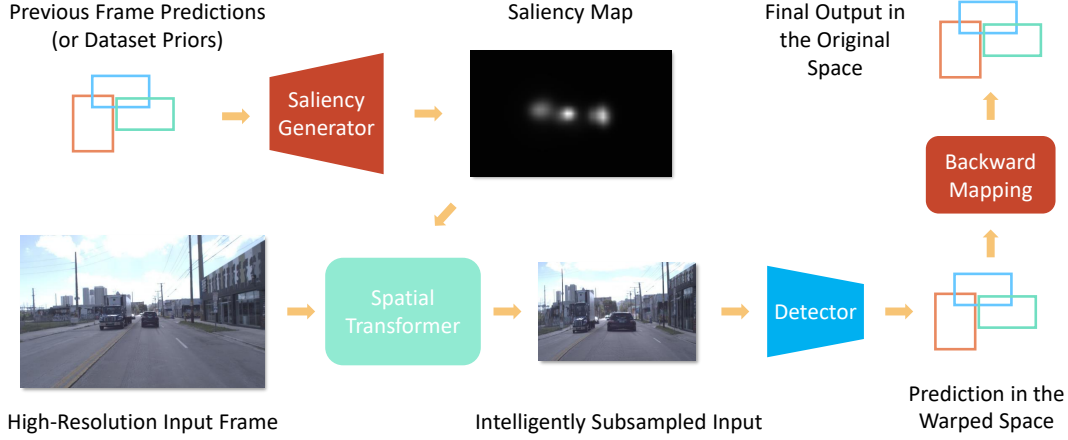 Previous Frame Predictions
(or Dataset Priors)
Saliency
Generator
Saliency Map
Final Output in
the Original
Space
Backward
Mapping
Spatial
Transformer
Detector
High-Resolution Input Frame
Intelligently Subsampled Input
Prediction in the
Warped Space